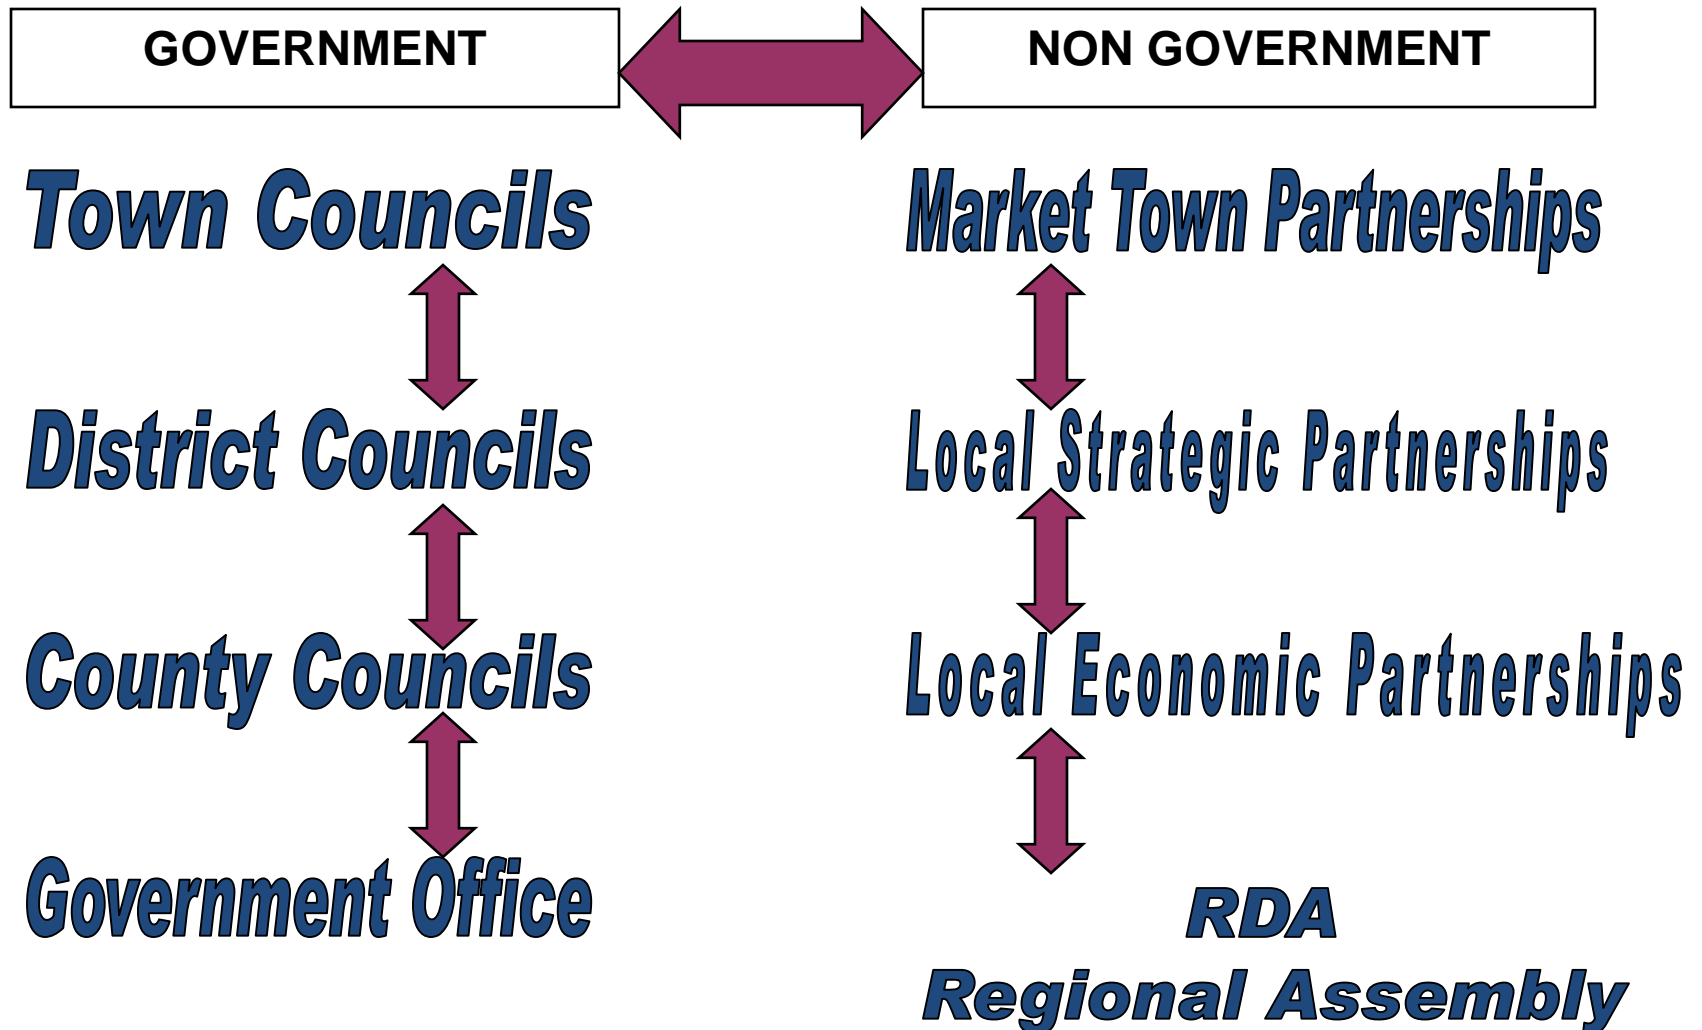 GOVERNMENT
NON GOVERNMENT
Town Councils
Market Town Partnerships
District Councils
Local Strategic Partnerships
County Councils
Local Economic Partnerships
Government Office
RDA
Regional Assembly